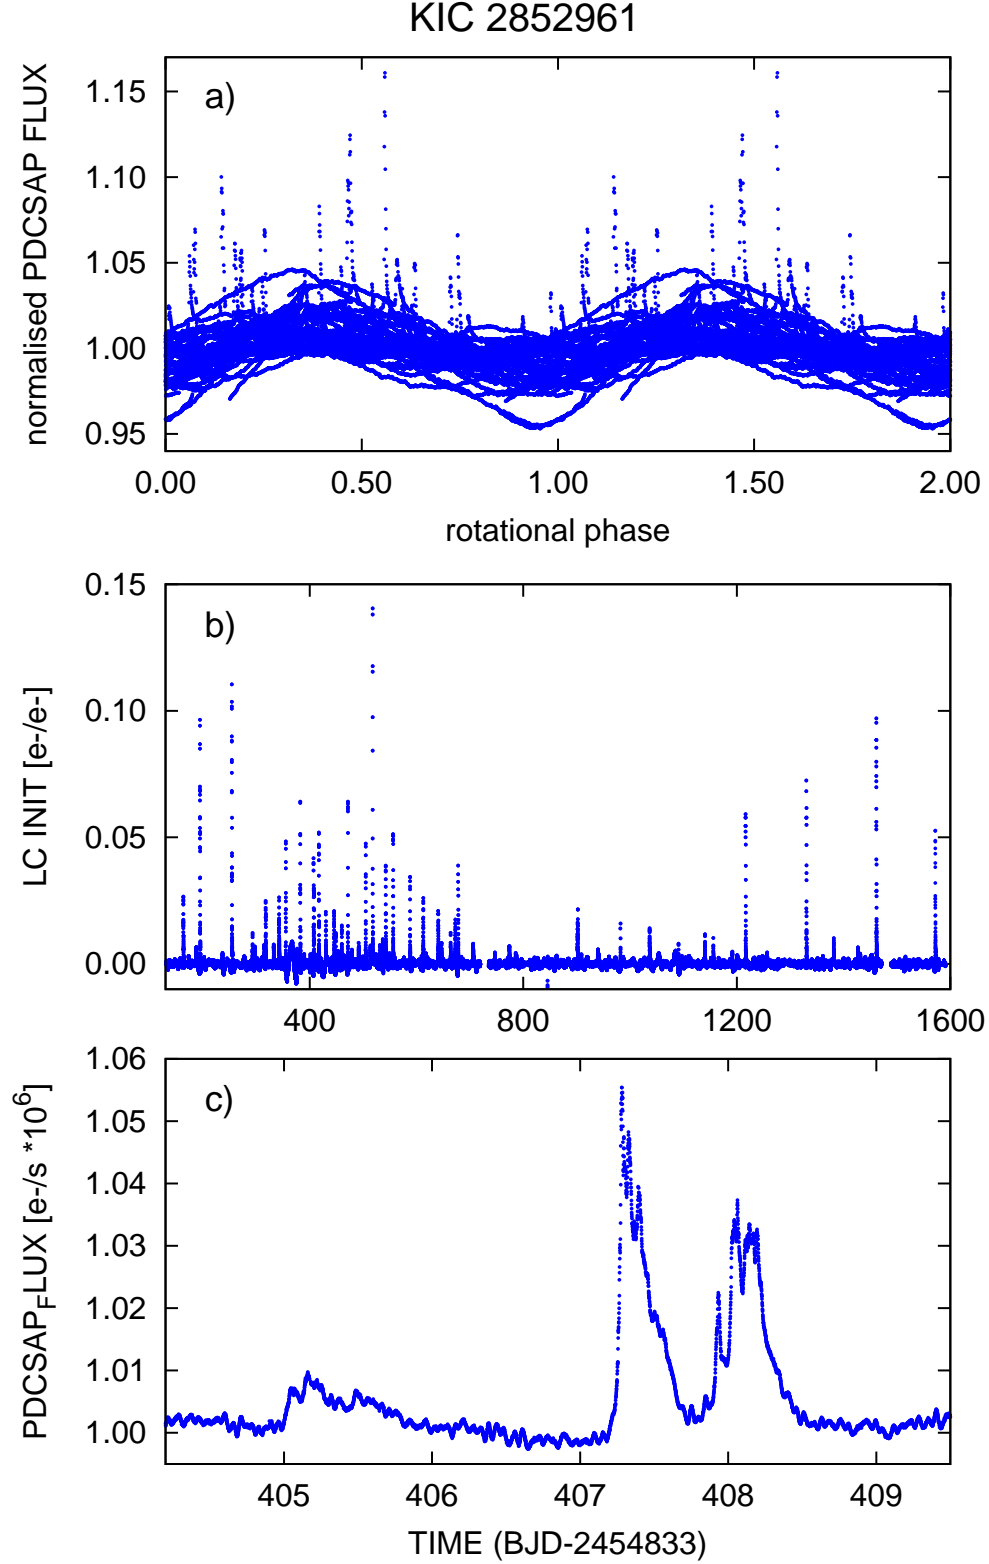 KIC 2852961
normalised PDCSAP FLUX
a)
1.15
1.10
1.05
1.00
0.95
0.00 0.50 1.00 1.50 2.00
rotational phase
LC INIT [e-/e-]
b)
0.15
0.10
0.05
0.00
400 800 1200 1600
PDCSAP_FLUX [e-/s *10^6]
c)
1.06
1.05
1.04
1.03
1.02
1.01
1.00
405 406 407 408 409
TIME (BJD-2454833)